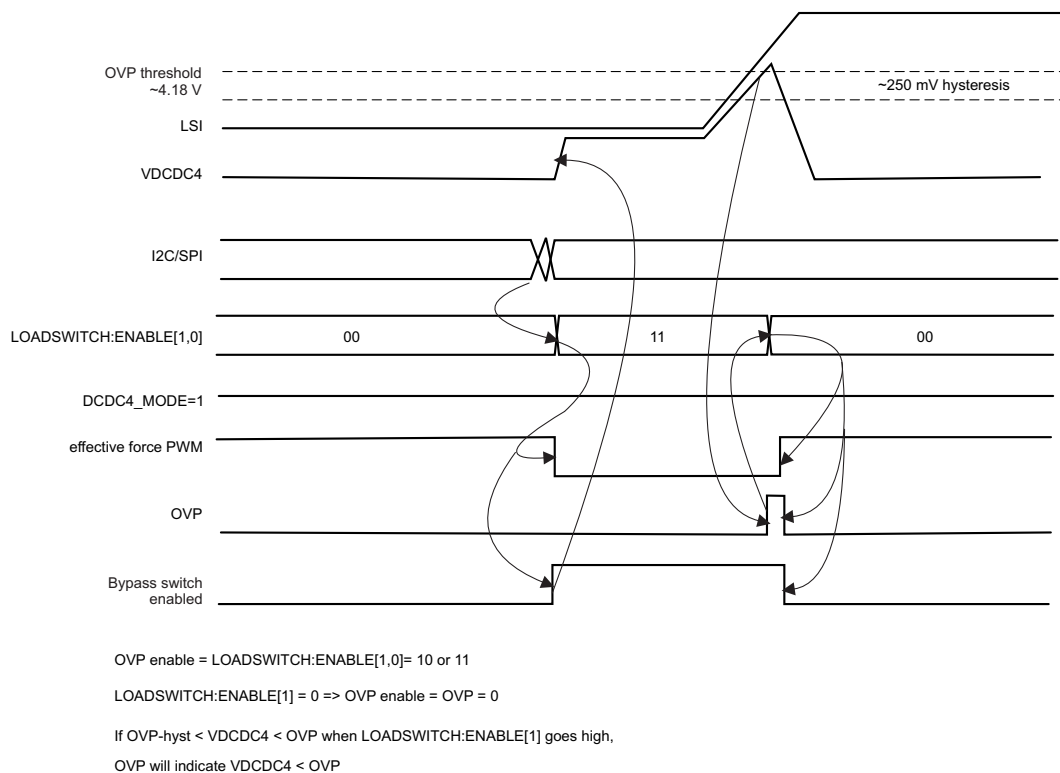 OVP threshold
~4.18 V
~250 mV hysteresis
LSI
VDCDC4
I2C/SPI
LOADSWITCH:ENABLE[1,0]
00
11
00
DCDC4_MODE=1
effective force PWM
OVP
Bypass switch
enabled
OVP enable = LOADSWITCH:ENABLE[1,0]= 10 or 11
LOADSWITCH:ENABLE[1] = 0 => OVP enable = OVP = 0
If OVP-hyst < VDCDC4 < OVP when LOADSWITCH:ENABLE[1] goes high,
OVP will indicate VDCDC4 < OVP